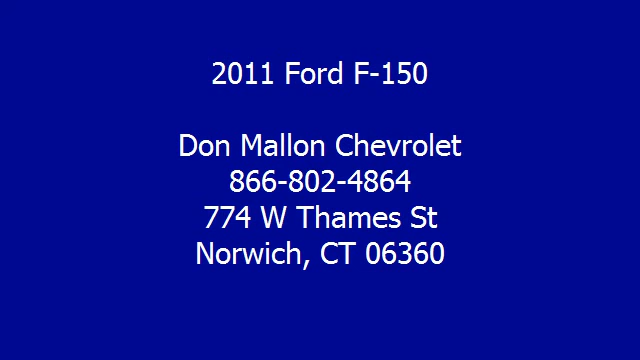 2011 Ford F-150
Don Mallon Chevrolet
866-802-4864
774 W Thames St
Norwich, CT 06360